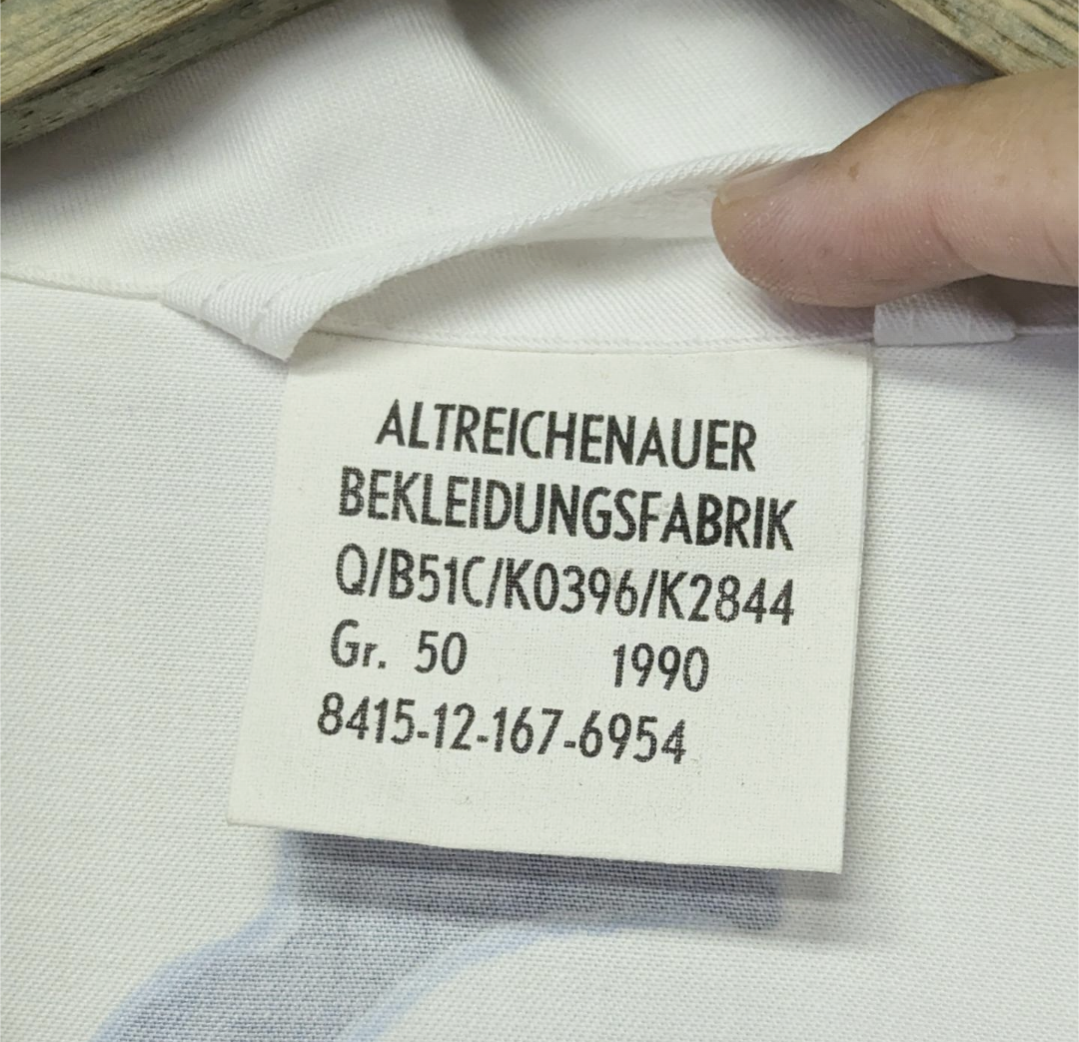 ALTREICHENAUER
BEKLEIDUNGSFABRIK
Q/B51C/K0396/K2844
Gr. 50 1990
8415-12-167-6954